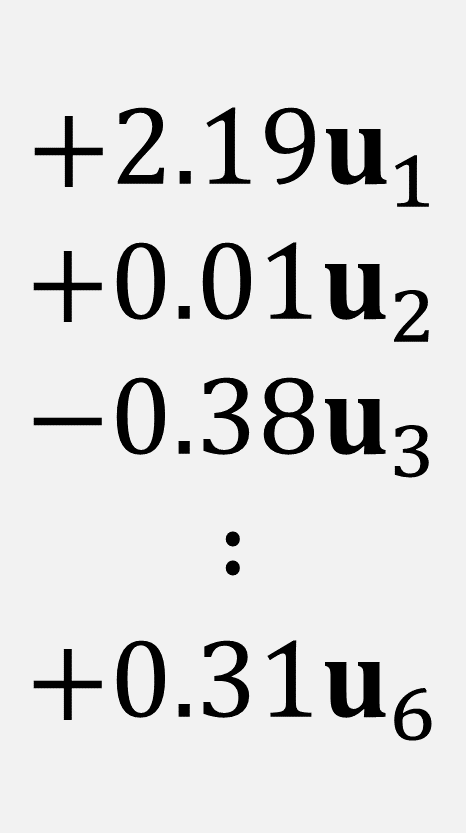 +2.19𝐮₁
+0.01𝐮₂
−0.38𝐮₃
:
+0.31𝐮₆